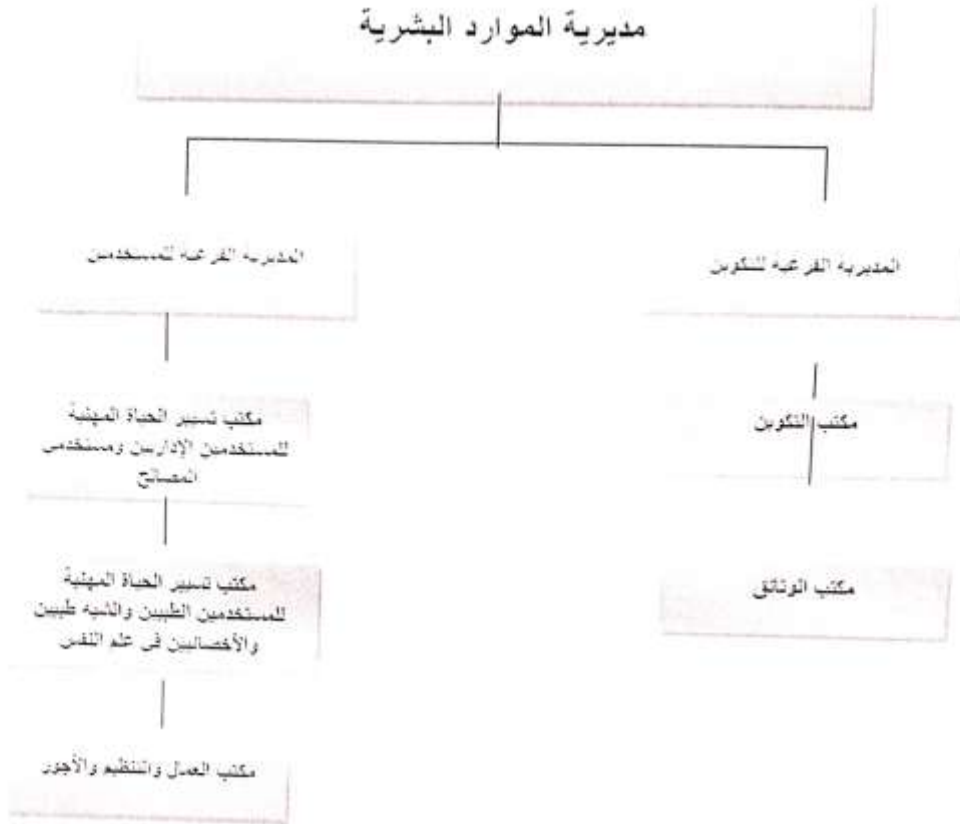 مديرية الموارد البشرية
المديرية الفرعية للتكوين
المديرية الفرعية للمستخدمين
مكتب التكوين
مكتب تسيير الحياة المهنية
للمستخدمين الإداريين ومستخدمي
المصالح
مكتب الوثائق
مكتب تسيير الحياة المهنية
للمستخدمين الطبيين والشبه طبيين
والأخصائيين في علم النفس
مكتب العمال والتنظيم والأجور